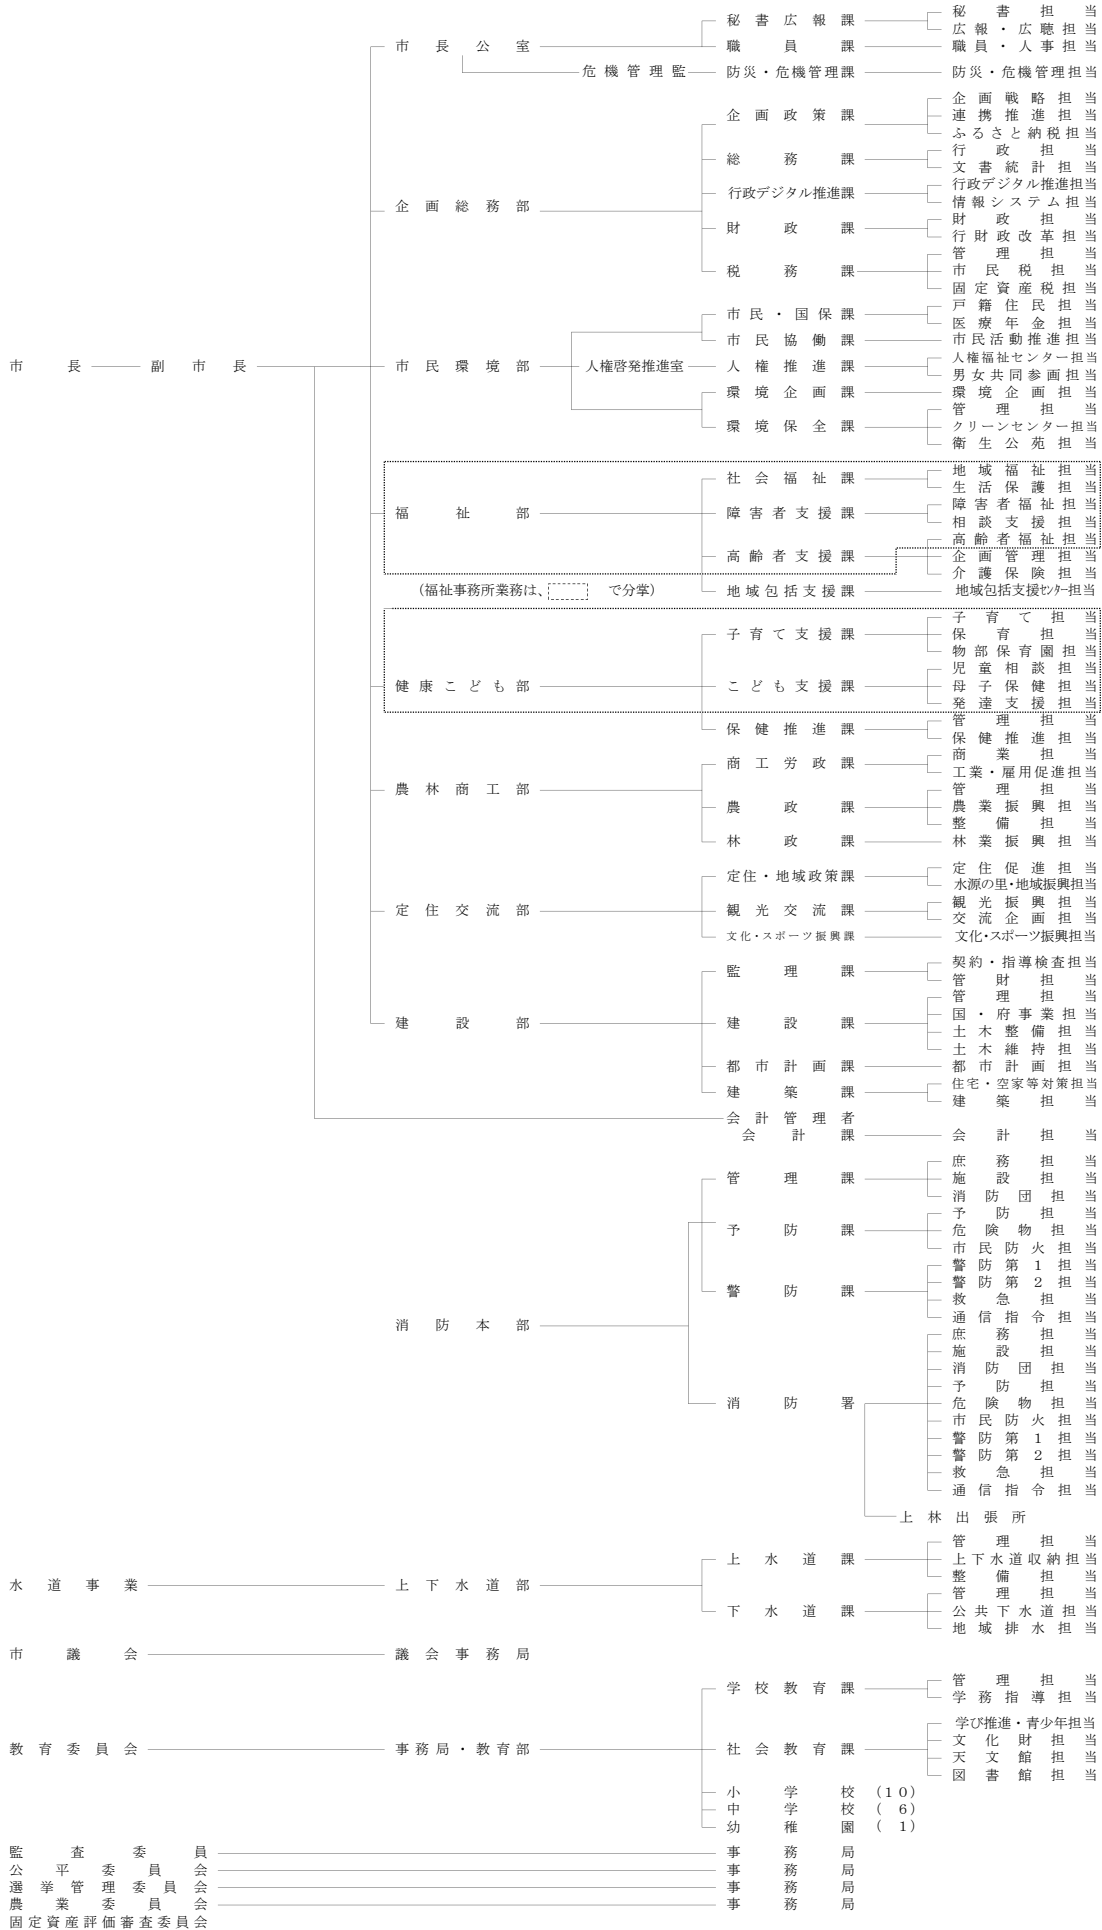 秘書広報課 秘書担当
広報・広聴担当
市長公室 職員課 職員・人事担当
危機管理監 防災・危機管理課 防災・危機管理担当
企画戦略担当
企画政策課 連携推進担当
ふるさと納税担当
総務課 行政担当
文書統計担当
行政デジタル推進課 行政デジタル推進担当
情報システム担当
企画総務部
財政課 財政担当
行財政改革担当
管理担当
税務課 市民税担当
固定資産税担当
市民・国保課 戸籍住民担当
医療年金担当
市民協働課 市民活動推進担当
市長 副市長 市民環境部 人権啓発推進室 人権推進課 人権福祉センター担当
男女共同参画担当
環境企画課 環境企画担当
管理担当
環境保全課 クリーンセンター担当
衛生公苑担当
社会福祉課 地域福祉担当
生活保護担当
福祉部 障害者支援課 障害者福祉担当
相談支援担当
高齢者福祉担当
高齢者支援課 企画管理担当
介護保険担当
(福祉事務所業務は、 で分掌) 地域包括支援課 地域包括支援センター担当
子育て担当
子育て支援課 保育担当
物部保育園担当
児童相談担当
健康こども部 こども支援課 母子保健担当
発達支援担当
保健推進課 管理担当
保健推進担当
商工労政課 商業担当
工業・雇用促進担当
農林商工部 管理担当
農政課 農業振興担当
整備担当
林政課 林業振興担当
定住・地域政策課 定住促進担当
水源の里・地域振興担当
定住交流部 観光交流課 観光振興担当
交流企画担当
文化・スポーツ振興課 文化・スポーツ振興担当
監理課 契約・指導検査担当
管財担当
管理担当
建設部 建設課 国・府事業担当
土木整備担当
土木維持担当
都市計画課 都市計画担当
建築課 住宅・空家等対策担当
建築担当
会計管理者
会計課 会計担当
庶務担当
管理課 施設担当
消防団担当
予防担当
予防課 危険物担当
市民防火担当
警防第1担当
警防課 警防第2担当
救急担当
通信指令担当
消防本部
庶務担当
施設担当
消防団担当
予防担当
消防署 危険物担当
市民防火担当
警防第1担当
警防第2担当
救急担当
通信指令担当
上林出張所
管理担当
上水道課 上下水道収納担当
整備担当
水道事業 上下水道部
管理担当
下水道課 公共下水道担当
地域排水担当
市議会 議会事務局
学校教育課 管理担当
学務指導担当
学び推進・青少年担当
教育委員会 事務局・教育部 社会教育課 文化財担当
天文館担当
図書館担当
小学校 (10)
中学校 ( 6)
幼稚園 ( 1)
監査委員 事務局
公平委員会 事務局
選挙管理委員会 事務局
農業委員会 事務局
固定資産評価審査委員会